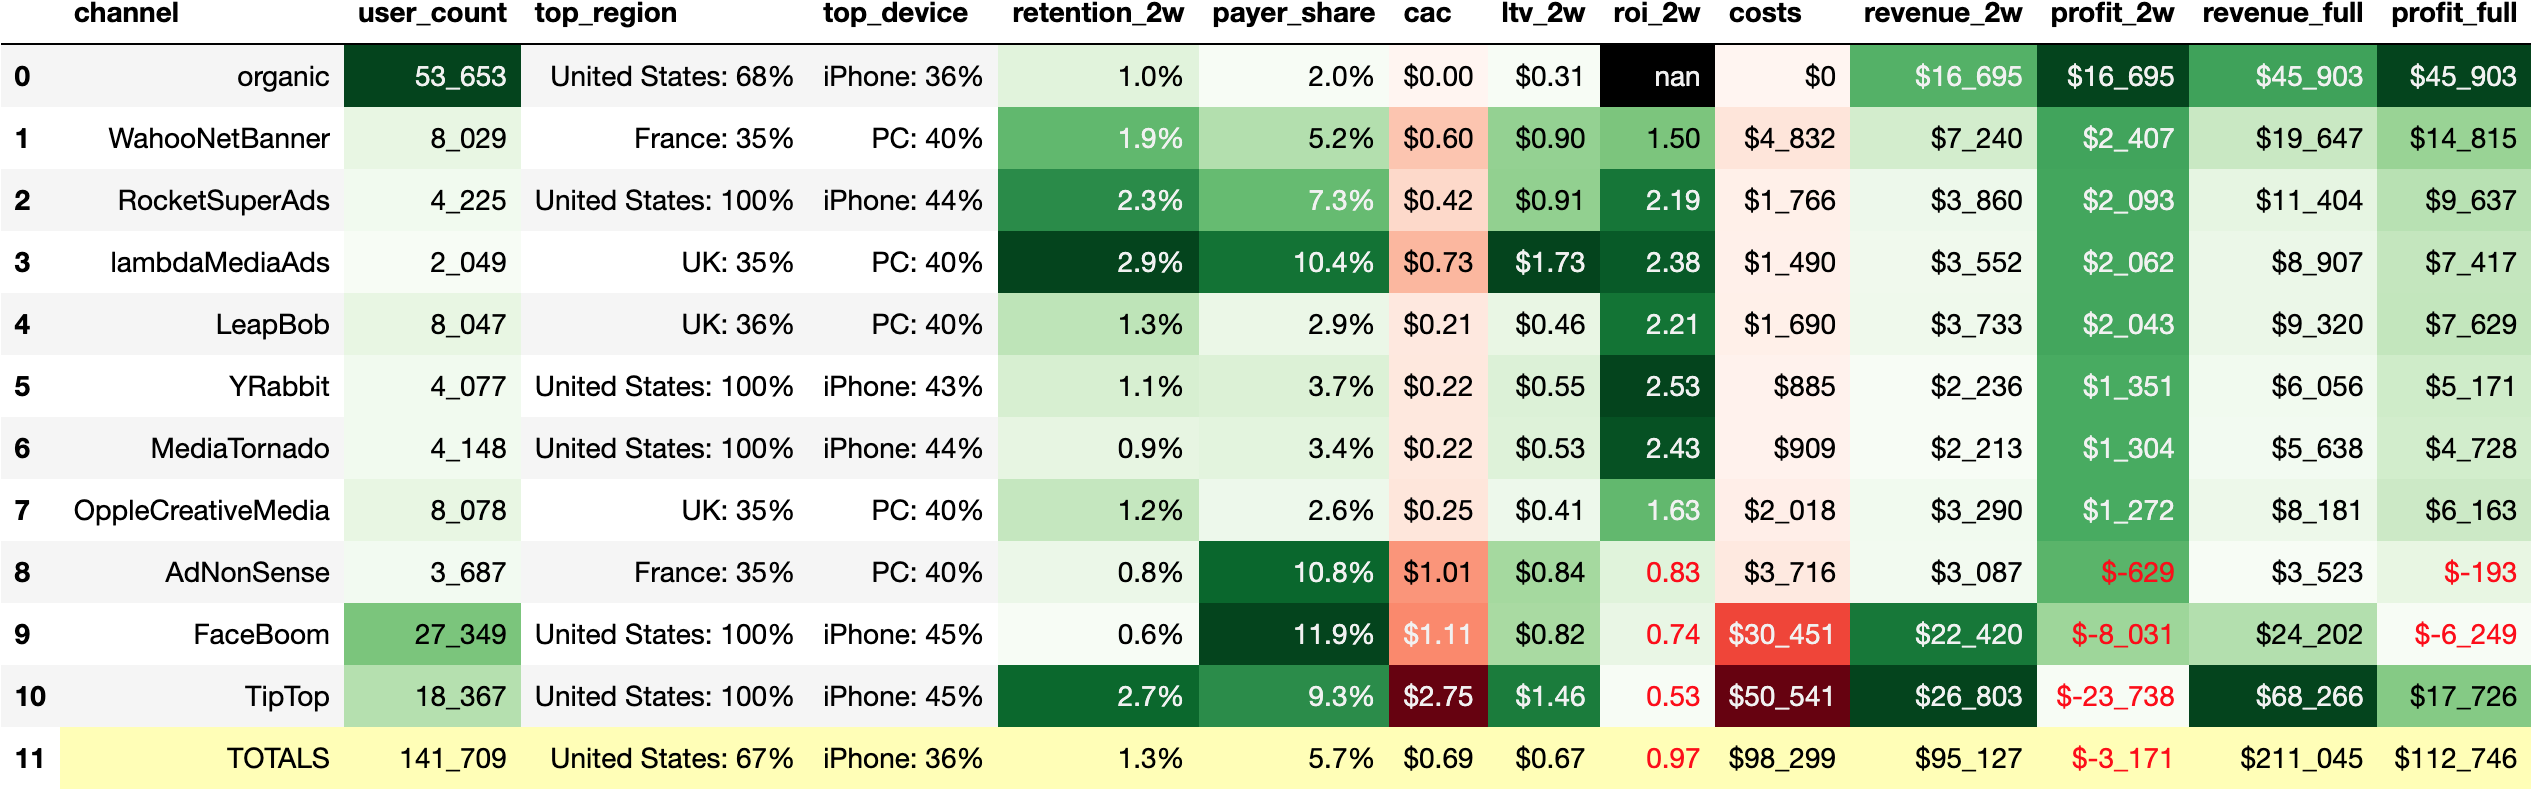 channel user_count top_region top_device retention_2w payer_share cac ltv_2w roi_2w costs revenue_2w profit_2w revenue_full profit_full
0 organic 53_653 United States: 68% iPhone: 36% 1.0% 2.0% $0.00 $0.31 nan $0 $16_695 $16_695 $45_903 $45_903
1 WahooNetBanner 8_029 France: 35% PC: 40% 1.9% 5.2% $0.60 $0.90 1.50 $4_832 $7_240 $2_407 $19_647 $14_815
2 RocketSuperAds 4_225 United States: 100% iPhone: 44% 2.3% 7.3% $0.42 $0.91 2.19 $1_766 $3_860 $2_093 $11_404 $9_637
3 lambdaMediaAds 2_049 UK: 35% PC: 40% 2.9% 10.4% $0.73 $1.73 2.38 $1_490 $3_552 $2_062 $8_907 $7_417
4 LeapBob 8_047 UK: 36% PC: 40% 1.3% 2.9% $0.21 $0.46 2.21 $1_690 $3_733 $2_043 $9_320 $7_629
5 YRabbit 4_077 United States: 100% iPhone: 43% 1.1% 3.7% $0.22 $0.55 2.53 $885 $2_236 $1_351 $6_056 $5_171
6 MediaTornado 4_148 United States: 100% iPhone: 44% 0.9% 3.4% $0.22 $0.53 2.43 $909 $2_213 $1_304 $5_638 $4_728
7 OppleCreativeMedia 8_078 UK: 35% PC: 40% 1.2% 2.6% $0.25 $0.41 1.63 $2_018 $3_290 $1_272 $8_181 $6_163
8 AdNonSense 3_687 France: 35% PC: 40% 0.8% 10.8% $1.01 $0.84 0.83 $3_716 $3_087 $-629 $3_523 $-193
9 FaceBoom 27_349 United States: 100% iPhone: 45% 0.6% 11.9% $1.11 $0.82 0.74 $30_451 $22_420 $-8_031 $24_202 $-6_249
10 TipTop 18_367 United States: 100% iPhone: 45% 2.7% 9.3% $2.75 $1.46 0.53 $50_541 $26_803 $-23_738 $68_266 $17_726
11 TOTALS 141_709 United States: 67% iPhone: 36% 1.3% 5.7% $0.69 $0.67 0.97 $98_299 $95_127 $-3_171 $211_045 $112_746